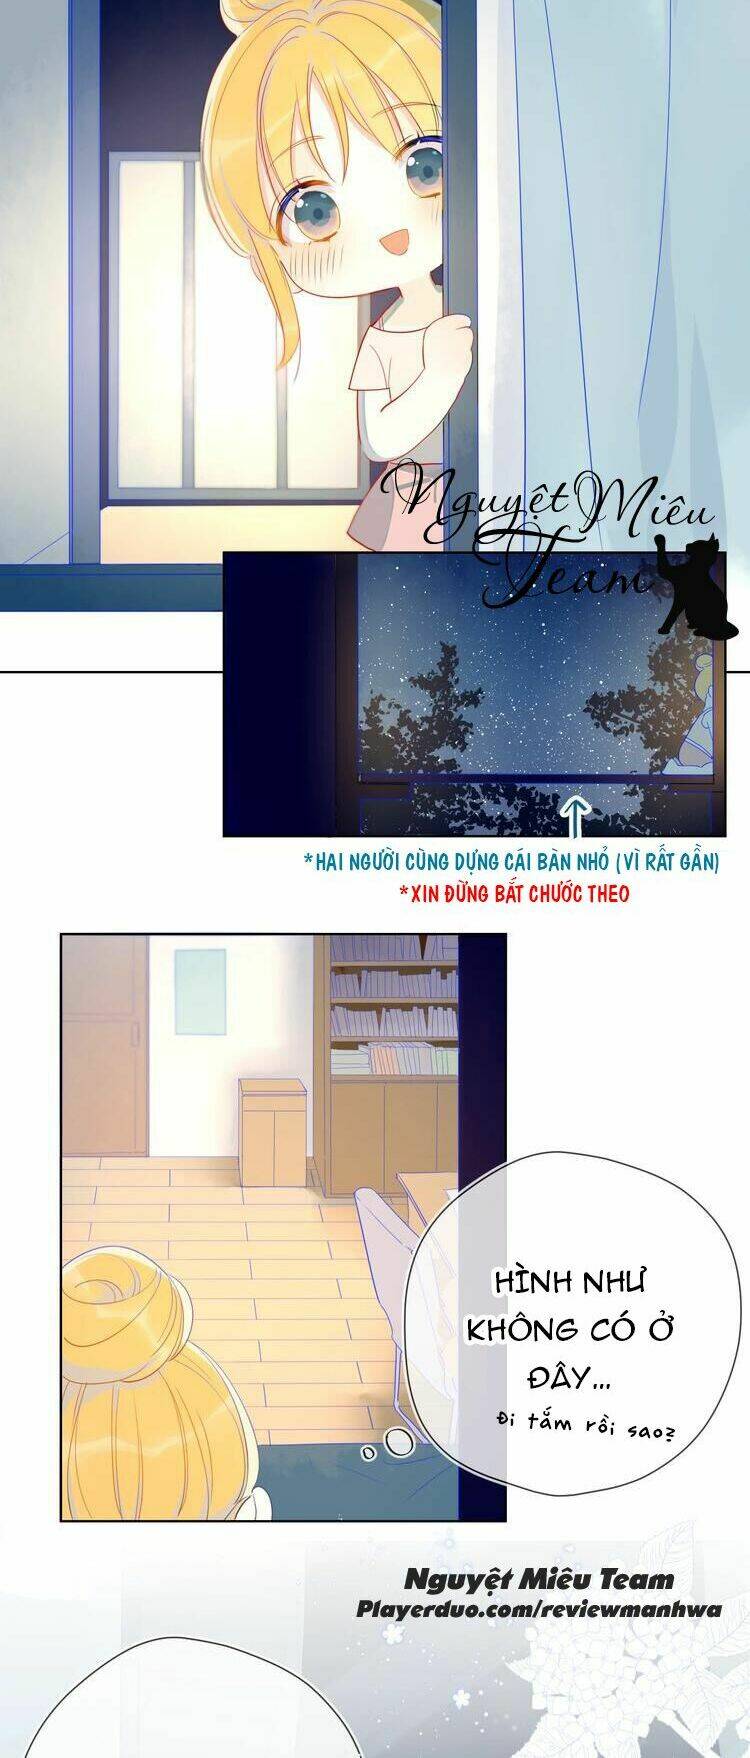 Nguyệt Miêu
Team
*HAI NGƯỜI CÙNG DỰNG CÁI BÀN NHỎ (VÌ RẤT GẦN)
*XIN ĐỪNG BẮT CHƯỚC THEO
HÌNH NHƯ
KHÔNG CÓ Ở
ĐÂY...
Đi tắm rồi sao?
Nguyệt Miêu Team
Playerduo.com/reviewmanhwa